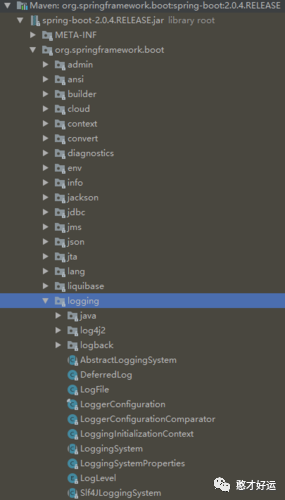 Maven: org.springframework.boot:spring-boot:2.0.4.RELEASE
spring-boot-2.0.4.RELEASE.jar library root
META-INF
org.springframework.boot
admin
ansi
builder
cloud
context
convert
diagnostics
env
info
jackson
jdbc
jms
json
jta
lang
liquibase
logging
java
log4j2
logback
AbstractLoggingSystem
DeferredLog
LogFile
LoggerConfiguration
LoggerConfigurationComparator
LoggingInitializationContext
LoggingSystem
LoggingSystemProperties
LogLevel
Slf4JLoggingSystem
憨才好运